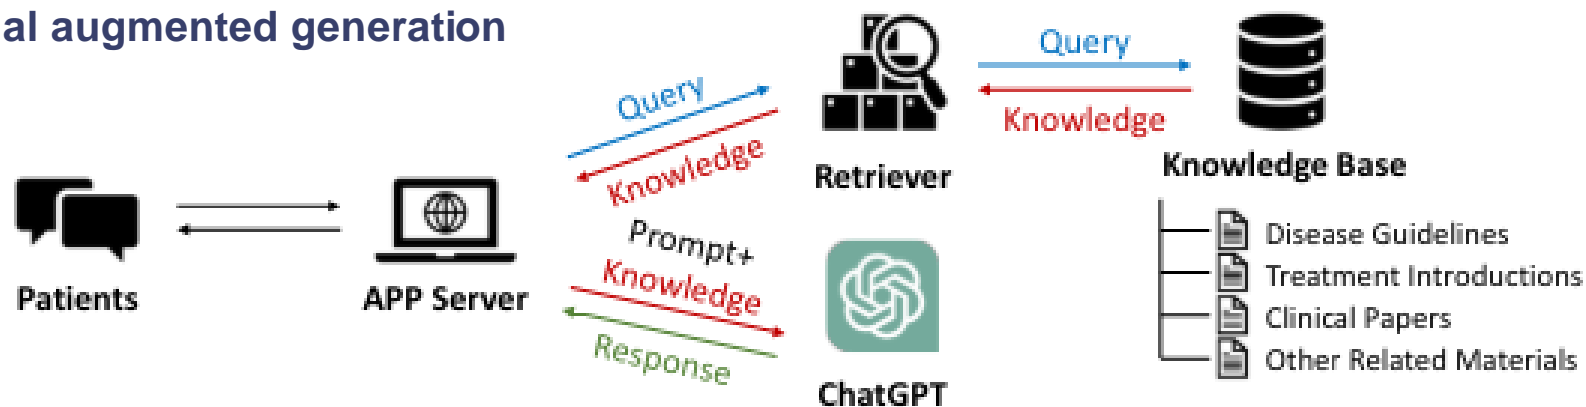 al augmented generation
Query
Knowledge
Query
Knowledge
Retriever
Knowledge Base
Patients
APP Server
Prompt+
Knowledge
Response
ChatGPT
Disease Guidelines
Treatment Introductions
Clinical Papers
Other Related Materials